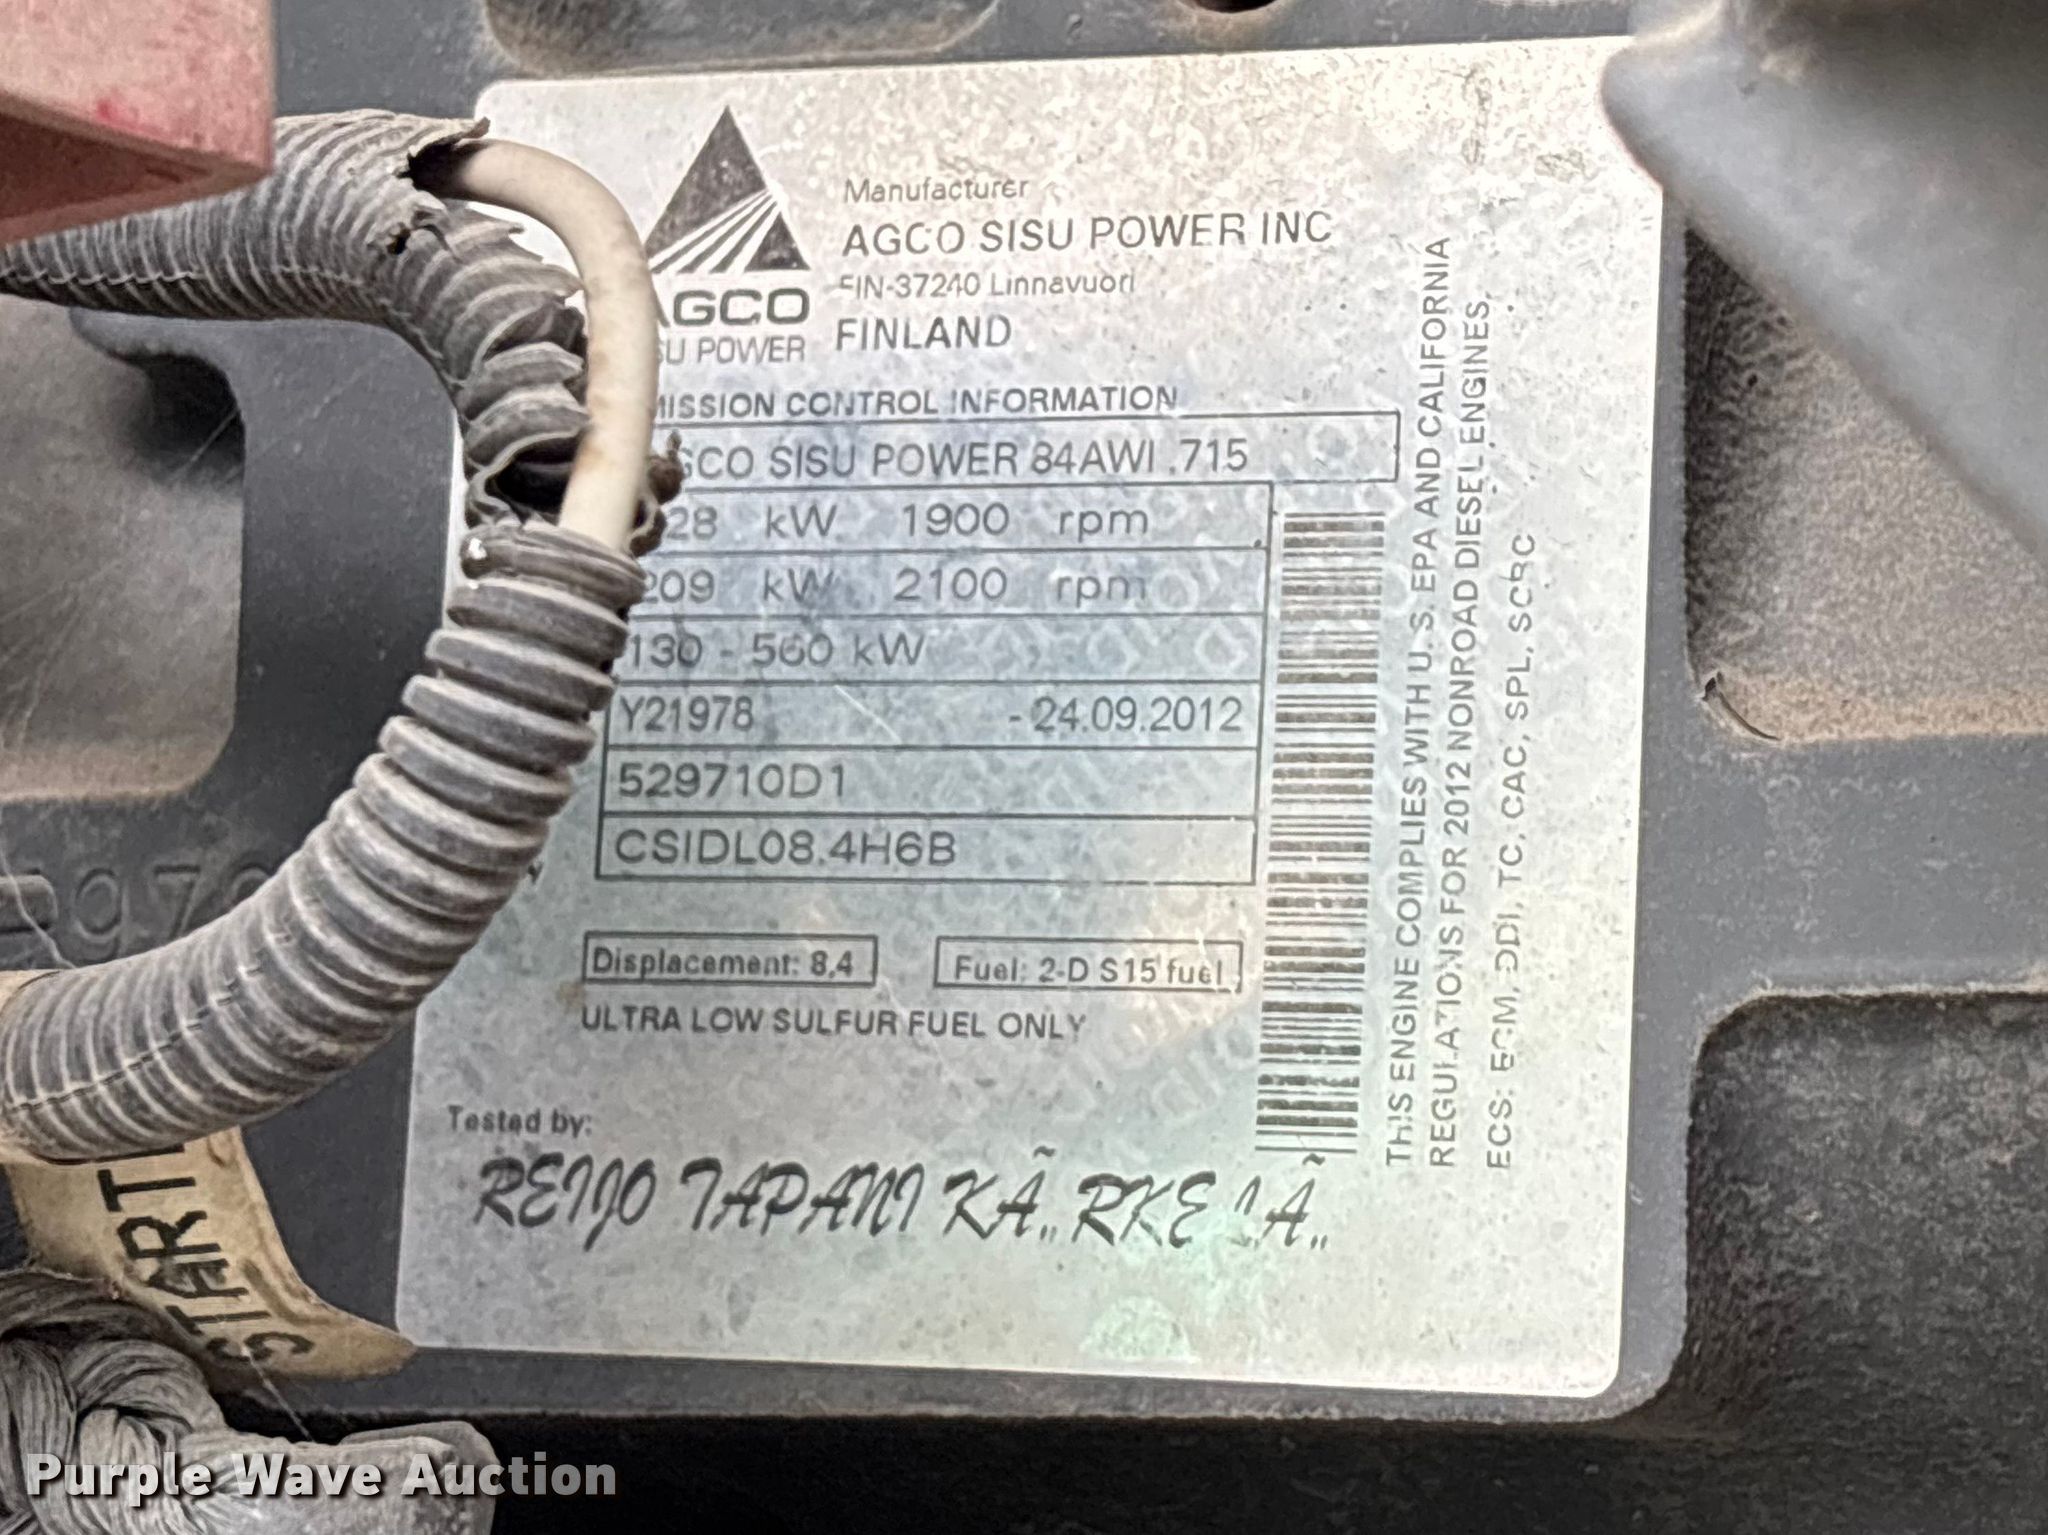 Manufacturer
AGCO SISU POWER INC
FIN-37240 Linnavuori
FINLAND
AGCO
SU POWER
MISSION CONTROL INFORMATION
GCO SISU POWER 84AWI .715
28 kW 1900 rpm
209 kW 2100 rpm
130 - 560 kW
Y21978 - 24.09.2012
529710D1
CSIDL08.4H6B
Displacement: 8,4
Fuel: 2-D S15 fuel
ULTRA LOW SULFUR FUEL ONLY
Tested by:
REIJO TAPANI KÃ„RKELÃ„
THIS ENGINE COMPLIES WITH U. S. EPA AND CALIFORNIA
REGULATIONS FOR 2012 NONROAD DIESEL ENGINES.
ECS: ECM, DDI, TC, CAC, SPL, SCRC
START
Purple Wave Auction